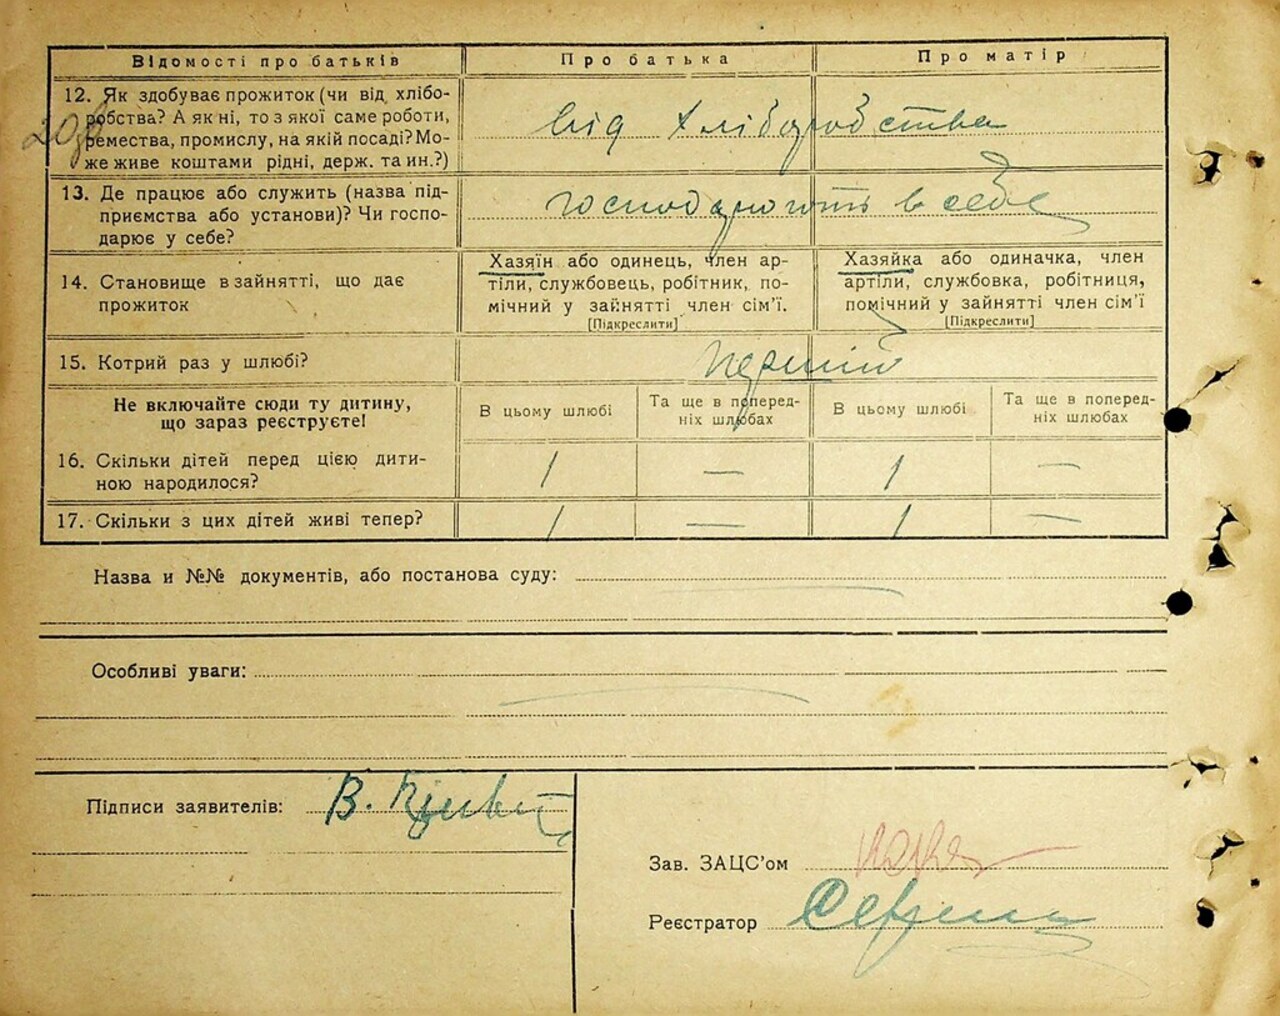 Відомості про батьків
Про батька
Про матір
12. Як здобуває прожиток (чи від хлібо-
робства? А як ні, то з якої саме роботи,
ремества, промислу, на якій посаді? Мо-
же живе коштами рідні, держ. та ин.?)
від хліборобства
13. Де працює або служить (назва під-
приємства або установи)? Чи госпо-
дарює у себе?
господарюють в себе
14. Становище в зайнятті, що дає
прожиток
Хазяїн або одинець, член ар-
тіли, службовець, робітник, по-
мічний у зайнятті член сім'ї.
[Підкреслити]
Хазяйка або одиначка, член
артіли, службовка, робітниця,
помічний у зайнятті член сім'ї
[Підкреслити]
15. Котрий раз у шлюбі?
Перший
Не включайте сюди ту дитину,
що зараз реєструєте!
В цьому шлюбі
Та ще в поперед-
ніх шлюбах
В цьому шлюбі
Та ще в поперед-
ніх шлюбах
16. Скільки дітей перед цією дити-
ною народилося?
1 — 1 —
17. Скільки з цих дітей живі тепер?
1 — 1 —
Назва и №№ документів, або постанова суду:
Особливі уваги:
Підписи заявителів: В.
Зав. ЗАЦС'ом
Реєстратор